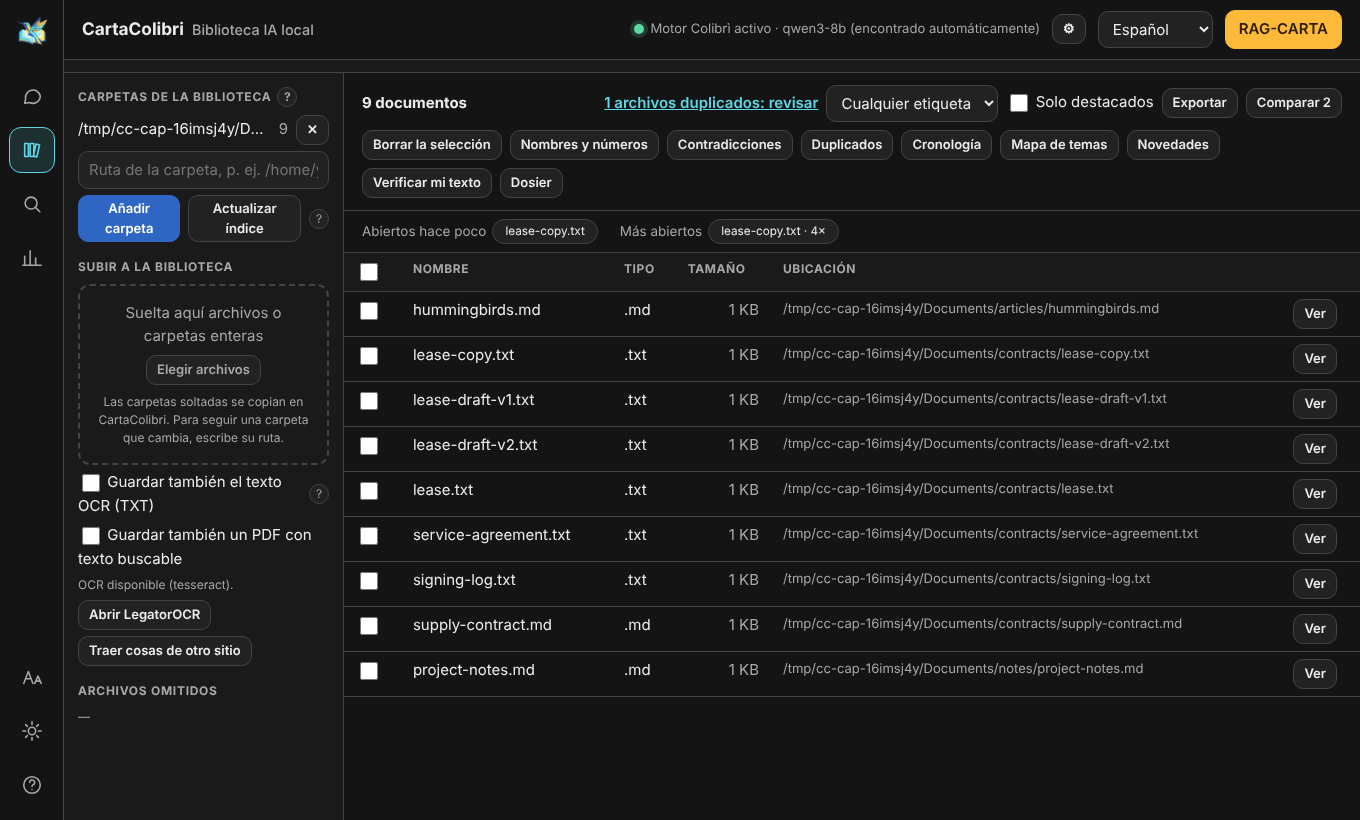 CartaColibri Biblioteca IA local
Motor Colibrì activo · qwen3-8b (encontrado automáticamente)
Español
RAG-CARTA
CARPETAS DE LA BIBLIOTECA ?
/tmp/cc-cap-16imsj4y/D... 9 ×
Ruta de la carpeta, p. ej. /home/y
Añadir
carpeta
Actualizar
índice
?
SUBIR A LA BIBLIOTECA
Suelta aquí archivos o
carpetas enteras
Elegir archivos
Las carpetas soltadas se copian en
CartaColibri. Para seguir una carpeta
que cambia, escribe su ruta.
Guardar también el texto
OCR (TXT)
?
Guardar también un PDF con
texto buscable
OCR disponible (tesseract).
Abrir LegatorOCR
Traer cosas de otro sitio
ARCHIVOS OMITIDOS
—
AA
9 documentos
1 archivos duplicados: revisar
Cualquier etiqueta
Solo destacados
Exportar
Comparar 2
Borrar la selección
Nombres y números
Contradicciones
Duplicados
Cronología
Mapa de temas
Novedades
Verificar mi texto
Dosier
Abiertos hace poco lease-copy.txt Más abiertos lease-copy.txt · 4×
NOMBRE TIPO TAMAÑO UBICACIÓN
hummingbirds.md .md 1 KB /tmp/cc-cap-16imsj4y/Documents/articles/hummingbirds.md Ver
lease-copy.txt .txt 1 KB /tmp/cc-cap-16imsj4y/Documents/contracts/lease-copy.txt Ver
lease-draft-v1.txt .txt 1 KB /tmp/cc-cap-16imsj4y/Documents/contracts/lease-draft-v1.txt Ver
lease-draft-v2.txt .txt 1 KB /tmp/cc-cap-16imsj4y/Documents/contracts/lease-draft-v2.txt Ver
lease.txt .txt 1 KB /tmp/cc-cap-16imsj4y/Documents/contracts/lease.txt Ver
service-agreement.txt .txt 1 KB /tmp/cc-cap-16imsj4y/Documents/contracts/service-agreement.txt Ver
signing-log.txt .txt 1 KB /tmp/cc-cap-16imsj4y/Documents/contracts/signing-log.txt Ver
supply-contract.md .md 1 KB /tmp/cc-cap-16imsj4y/Documents/contracts/supply-contract.md Ver
project-notes.md .md 1 KB /tmp/cc-cap-16imsj4y/Documents/notes/project-notes.md Ver